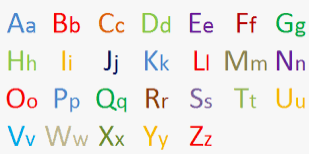 Aa Bb Cc Dd Ee Ff Gg
Hh Ii Jj Kk Ll Mm Nn
Oo Pp Qq Rr Ss Tt Uu
Vv Ww Xx Yy Zz